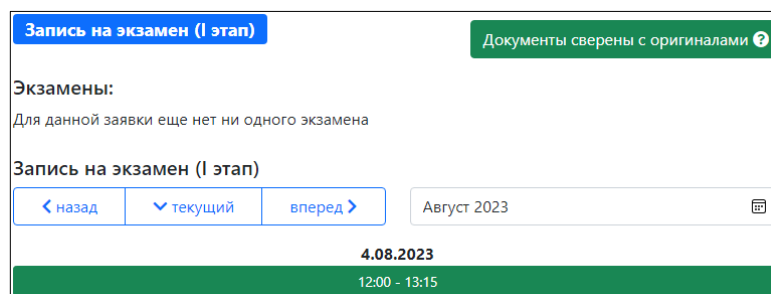 Запись на экзамен (I этап)
Документы сверены с оригиналами ?
Экзамены:
Для данной заявки еще нет ни одного экзамена
Запись на экзамен (I этап)
назад текущий вперед Август 2023
4.08.2023
12:00 - 13:15